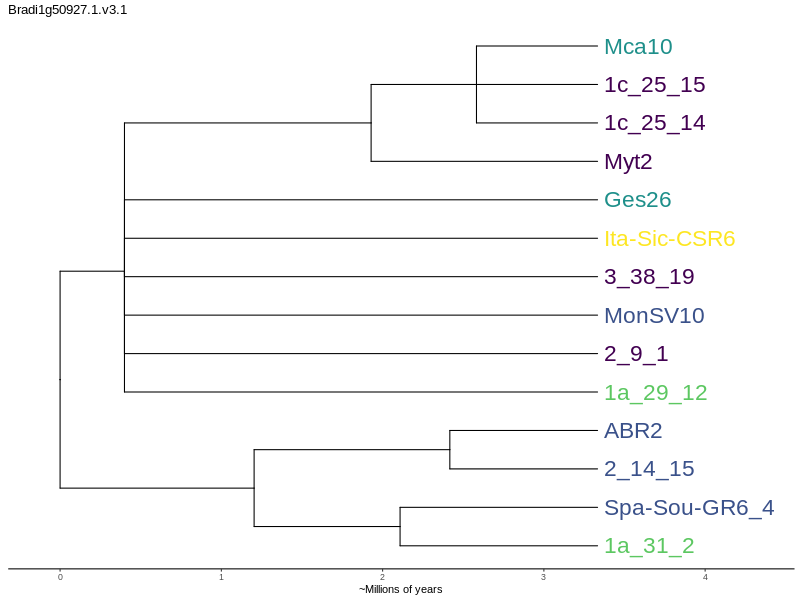 Bradi1g50927.1.v3.1
Mca10
1c_25_15
1c_25_14
Myt2
Ges26
Ita-Sic-CSR6
3_38_19
MonSV10
2_9_1
1a_29_12
ABR2
2_14_15
Spa-Sou-GR6_4
1a_31_2
0 1 2 3 4
~Millions of years